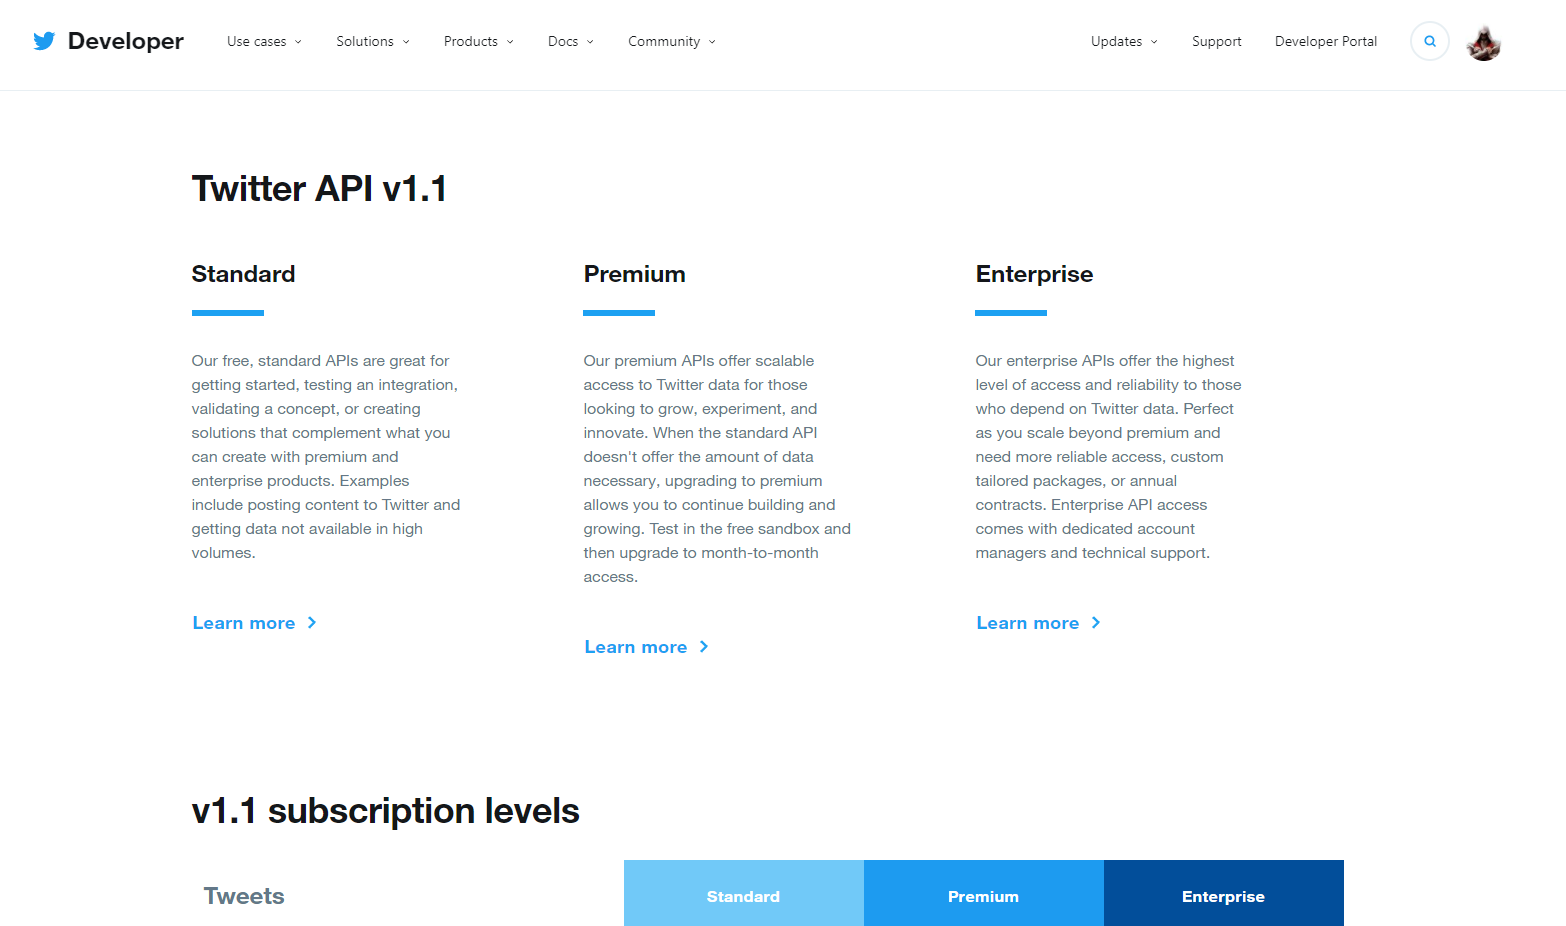 Developer
Use cases
Solutions
Products
Docs
Community
Updates
Support
Developer Portal
Twitter API v1.1
Standard
Our free, standard APIs are great for
getting started, testing an integration,
validating a concept, or creating
solutions that complement what you
can create with premium and
enterprise products. Examples
include posting content to Twitter and
getting data not available in high
volumes.
Learn more
Premium
Our premium APIs offer scalable
access to Twitter data for those
looking to grow, experiment, and
innovate. When the standard API
doesn't offer the amount of data
necessary, upgrading to premium
allows you to continue building and
growing. Test in the free sandbox and
then upgrade to month-to-month
access.
Learn more
Enterprise
Our enterprise APIs offer the highest
level of access and reliability to those
who depend on Twitter data. Perfect
as you scale beyond premium and
need more reliable access, custom
tailored packages, or annual
contracts. Enterprise API access
comes with dedicated account
managers and technical support.
Learn more
v1.1 subscription levels
Tweets
Standard
Premium
Enterprise